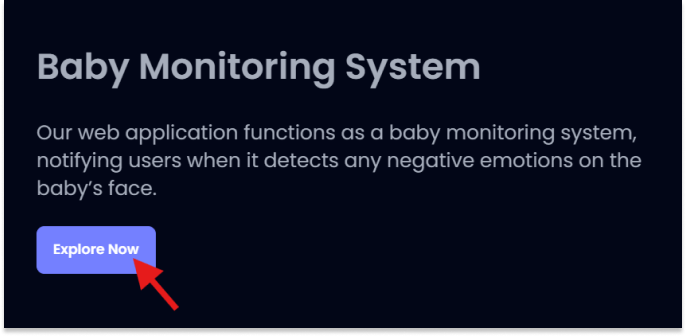 Baby Monitoring System
Our web application functions as a baby monitoring system,
notifying users when it detects any negative emotions on the
baby’s face.
Explore Now